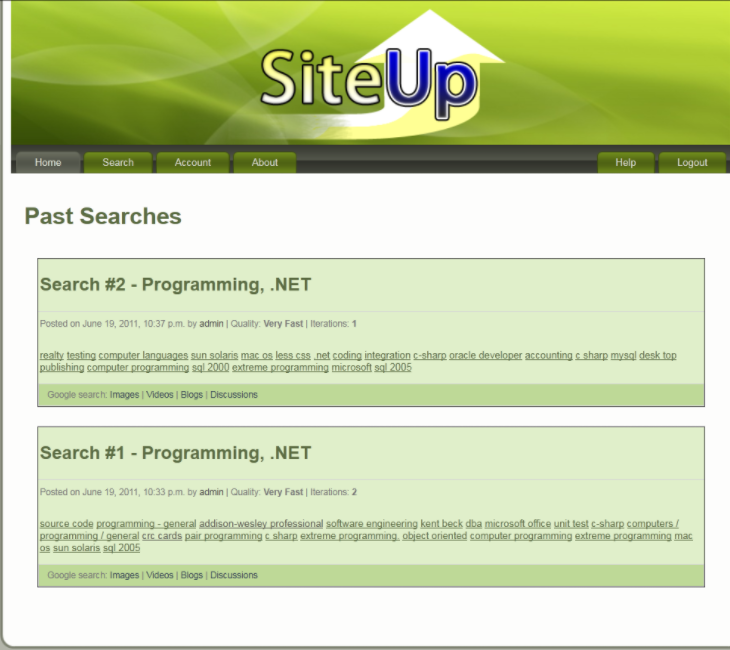 SiteUp
Home Search Account About Help Logout
Past Searches
Search #2 - Programming, .NET
Posted on June 19, 2011, 10:37 p.m. by admin | Quality: Very Fast | Iterations: 1
realty testing computer languages sun solaris mac os less css .net coding integration c-sharp oracle developer accounting c sharp mysql desk top
publishing computer programming sql 2000 extreme programming microsoft sql 2005
Google search: Images | Videos | Blogs | Discussions
Search #1 - Programming, .NET
Posted on June 19, 2011, 10:33 p.m. by admin | Quality: Very Fast | Iterations: 2
source code programming - general addison-wesley professional software engineering kent beck dba microsoft office unit test c-sharp computers /
programming / general crc cards pair programming c sharp extreme programming. object oriented computer programming extreme programming mac
os sun solaris sql 2005
Google search: Images | Videos | Blogs | Discussions